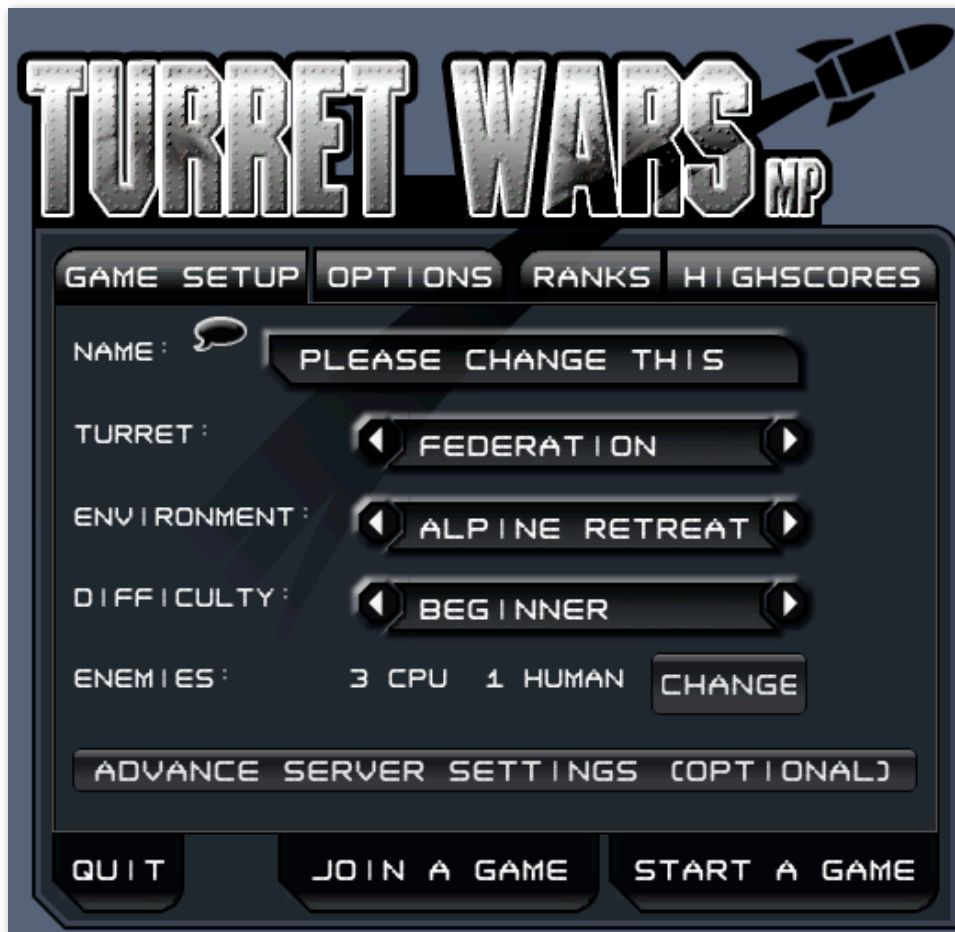 TURRET WARS MP
GAME SETUP OPTIONS RANKS HIGHSCORES
NAME: PLEASE CHANGE THIS
TURRET: FEDERATION
ENVIRONMENT: ALPINE RETREAT
DIFFICULTY: BEGINNER
ENEMIES: 3 CPU 1 HUMAN CHANGE
ADVANCE SERVER SETTINGS (OPTIONAL)
QUIT JOIN A GAME START A GAME